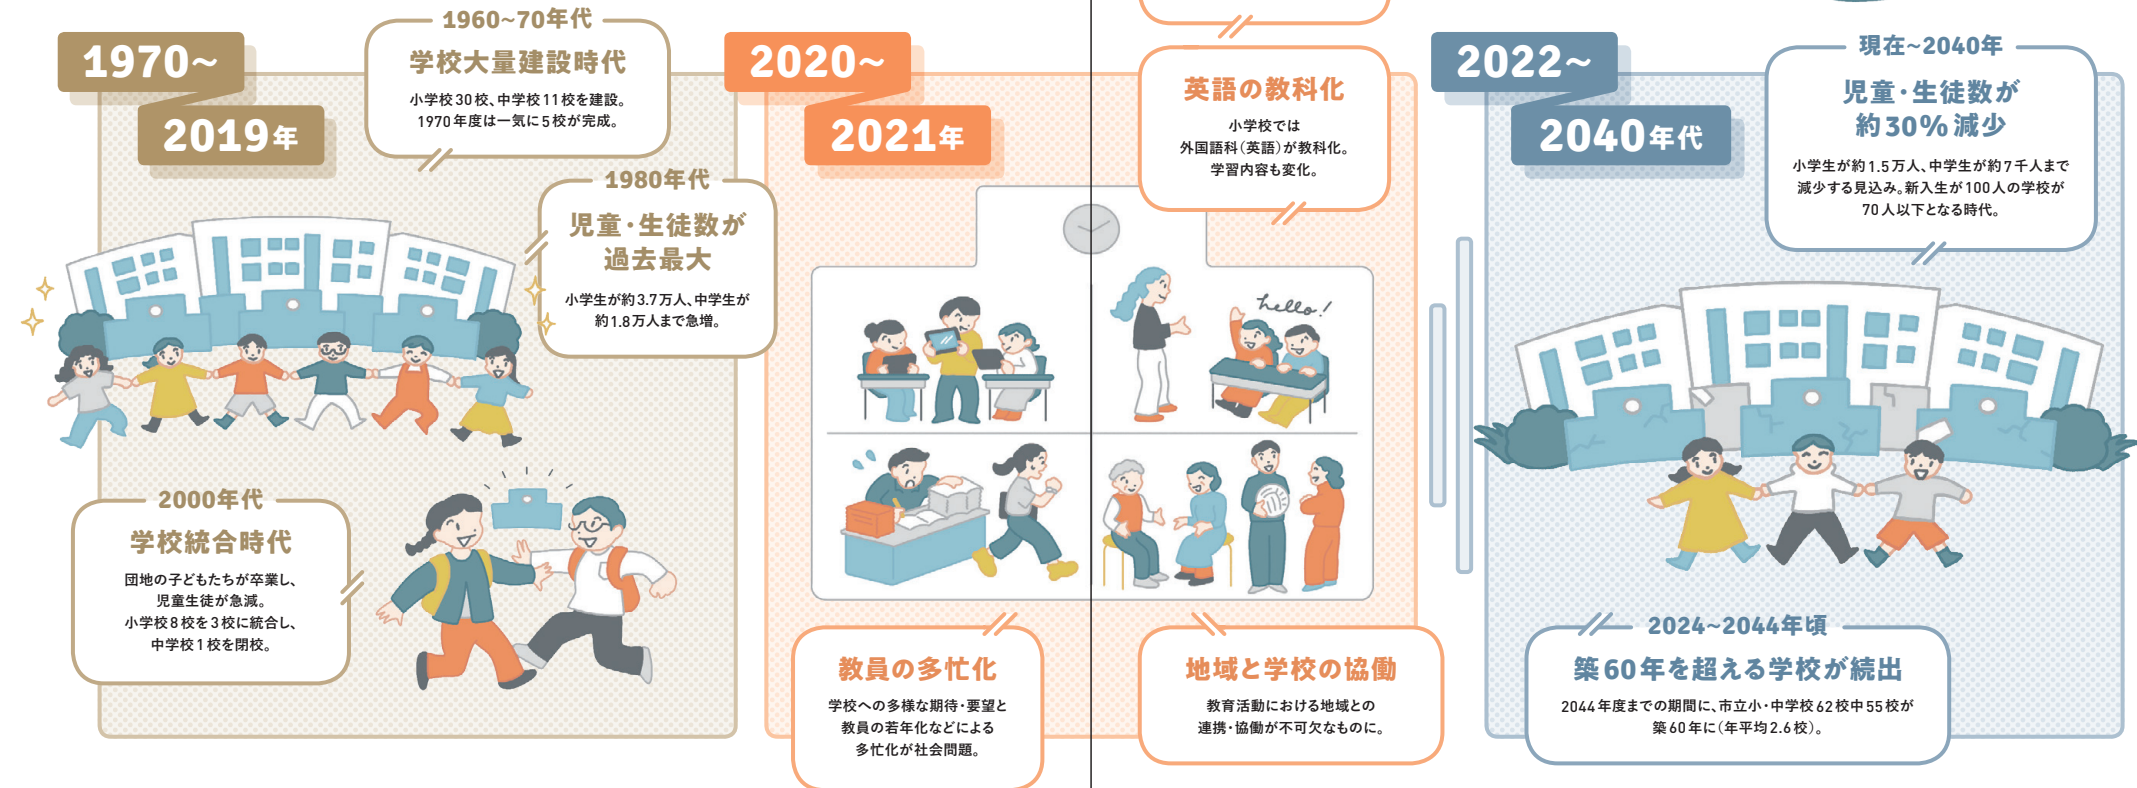 1970~
2019年
1960~70年代
学校大量建設時代
小学校30校、中学校11校を建設。
1970年度は一気に5校が完成。
1980年代
児童・生徒数が
過去最大
小学生が約3.7万人、中学生が
約1.8万人まで急増。
2000年代
学校統合時代
団地の子どもたちが卒業し、
児童生徒が急減。
小学校8校を3校に統合し、
中学校1校を閉校。
2020~
2021年
英語の教科化
小学校では
外国語科(英語)が教科化。
学習内容も変化。
hello!
教員の多忙化
学校への多様な期待・要望と
教員の若年化などによる
多忙化が社会問題。
地域と学校の協働
教育活動における地域との
連携・協働が不可欠なものに。
2022~
2040年代
現在~2040年
児童・生徒数が
約30%減少
小学生が約1.5万人、中学生が約7千人まで
減少する見込み。新入生が100人の学校が
70人以下となる時代。
2024~2044年頃
築60年を超える学校が続出
2044年度までの期間に、市立小・中学校62校中55校が
築60年に(年平均2.6校)。